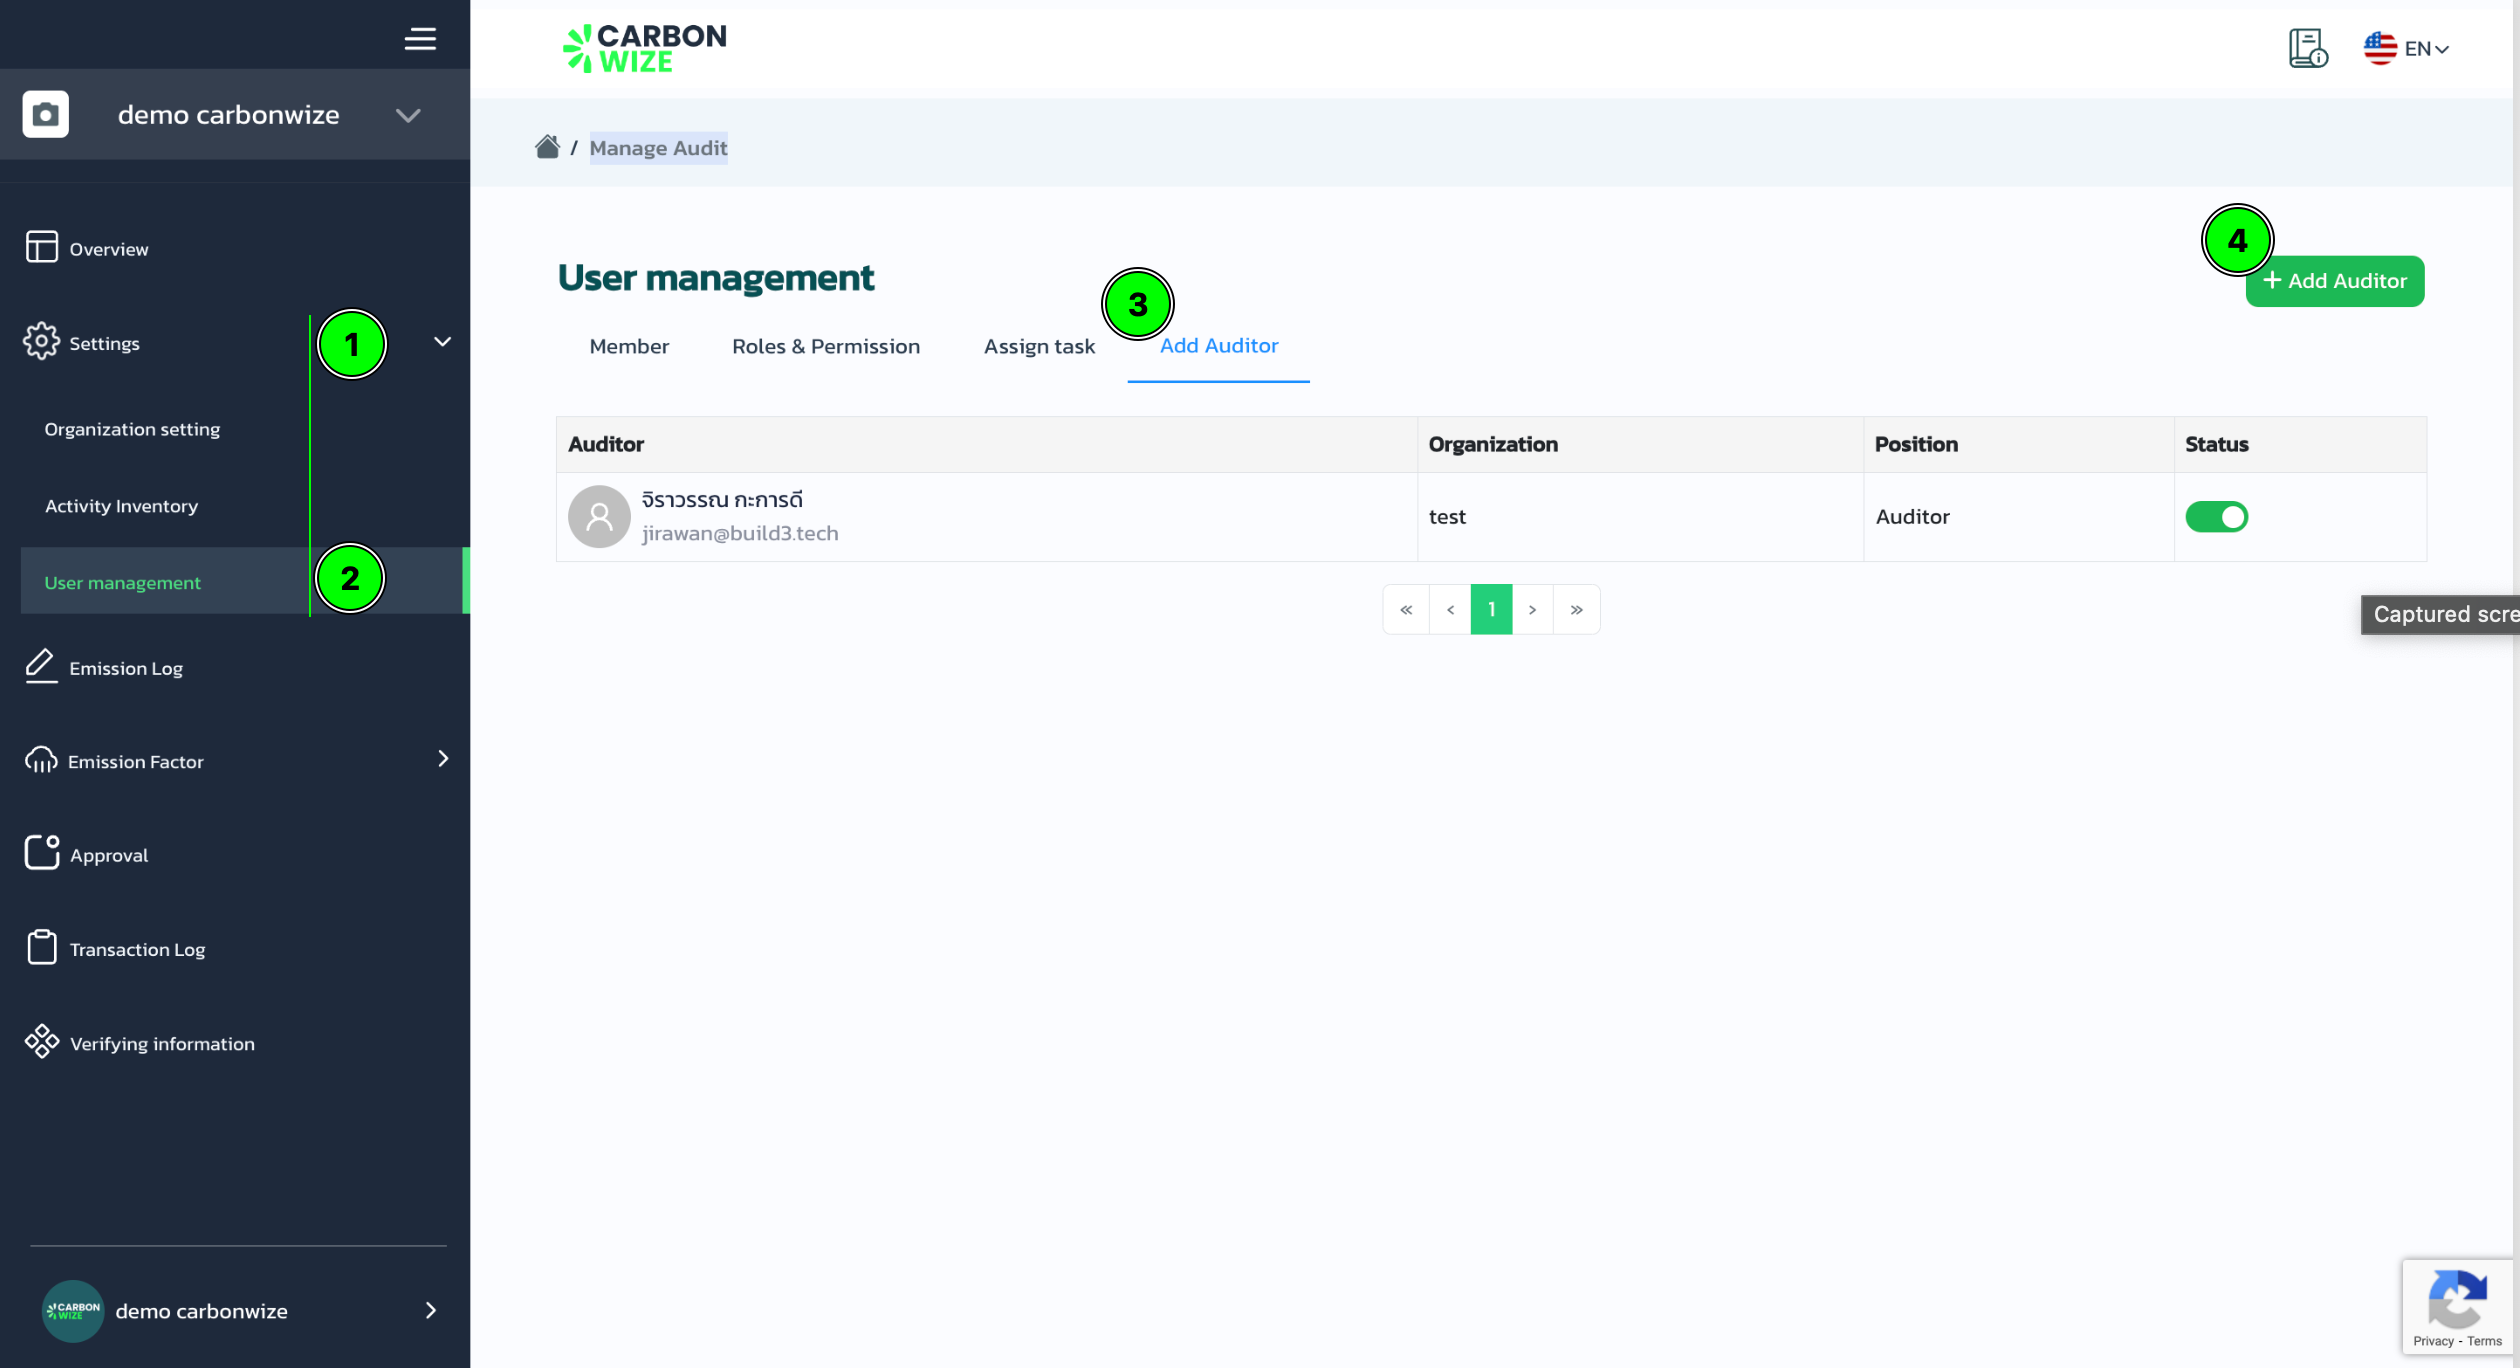 CARBON
WIZE
EN
demo carbonwize
/ Manage Audit
Overview
Settings
1
Organization setting
Activity Inventory
User management
2
Emission Log
Emission Factor
Approval
Transaction Log
Verifying information
CARBON
WIZE
demo carbonwize
User management
4
+ Add Auditor
3
Member
Roles & Permission
Assign task
Add Auditor
Auditor
Organization
Position
Status
จิราวรรณ กะการดี
jirawan@build3.tech
test
Auditor
« ‹ 1 › »
Captured scre
Privacy - Terms